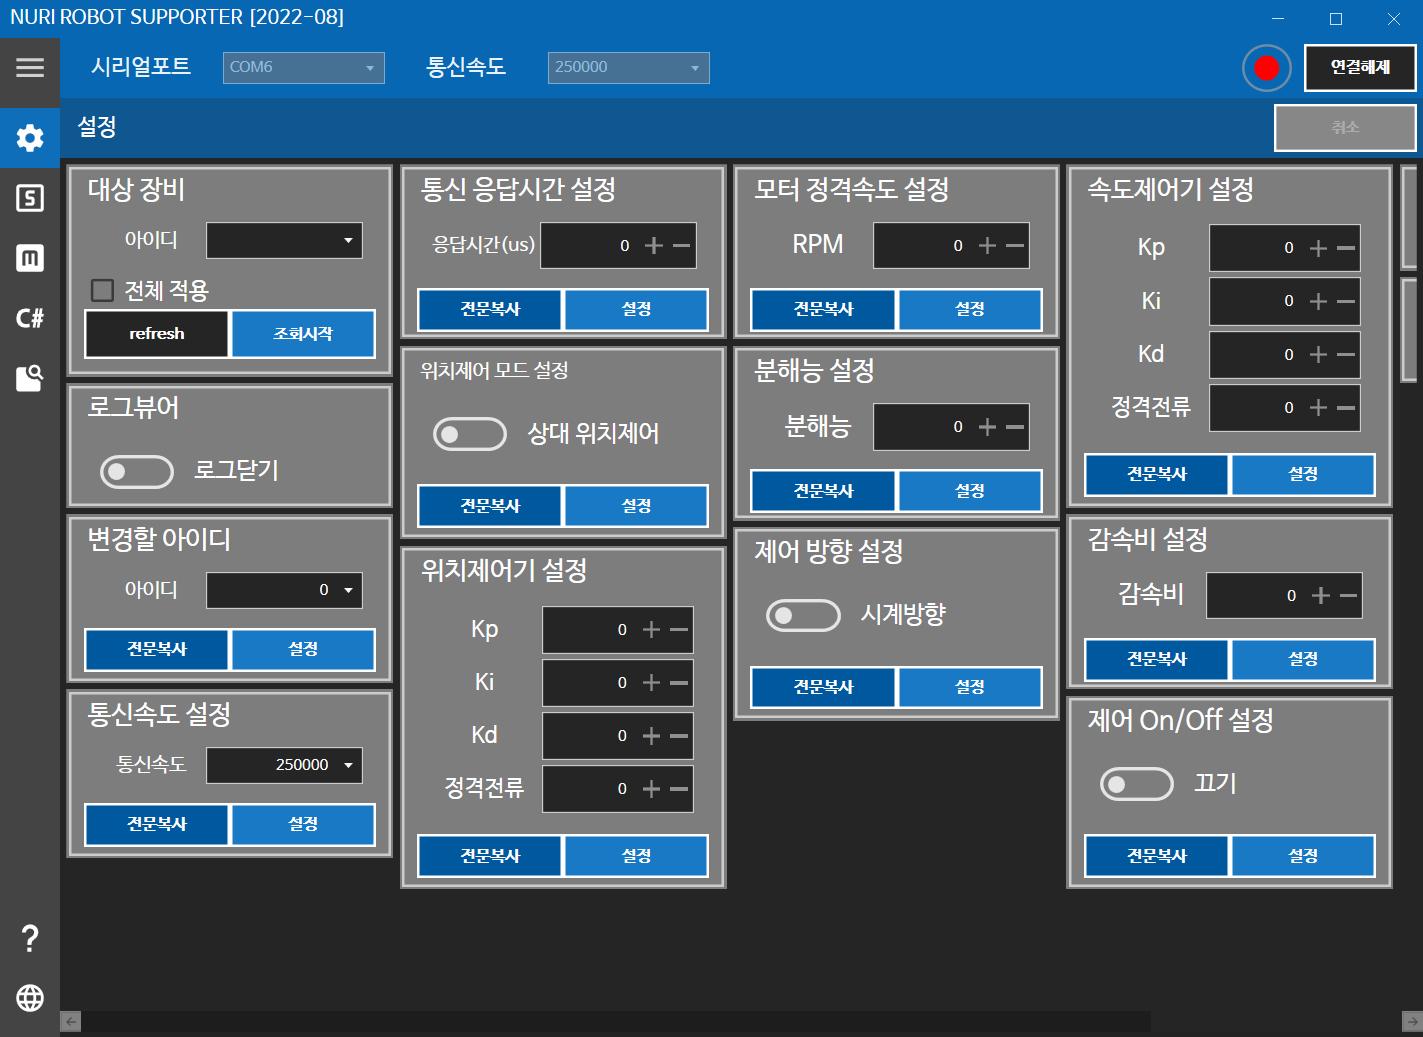 NURI ROBOT SUPPORTER [2022-08]
시리얼포트
COM6
통신속도
250000
연결해제
설정
취소
대상 장비
아이디
전체 적용
refresh
조회시작
로그뷰어
로그닫기
변경할 아이디
아이디
0
전문복사
설정
통신속도 설정
통신속도
250000
전문복사
설정
통신 응답시간 설정
응답시간(us)
0
전문복사
설정
위치제어 모드 설정
상대 위치제어
전문복사
설정
위치제어기 설정
Kp
0
Ki
0
Kd
0
정격전류
0
전문복사
설정
모터 정격속도 설정
RPM
0
전문복사
설정
분해능 설정
분해능
0
전문복사
설정
제어 방향 설정
시계방향
전문복사
설정
속도제어기 설정
Kp
0
Ki
0
Kd
0
정격전류
0
전문복사
설정
감속비 설정
감속비
0
전문복사
설정
제어 On/Off 설정
끄기
전문복사
설정
S
m
C#
?